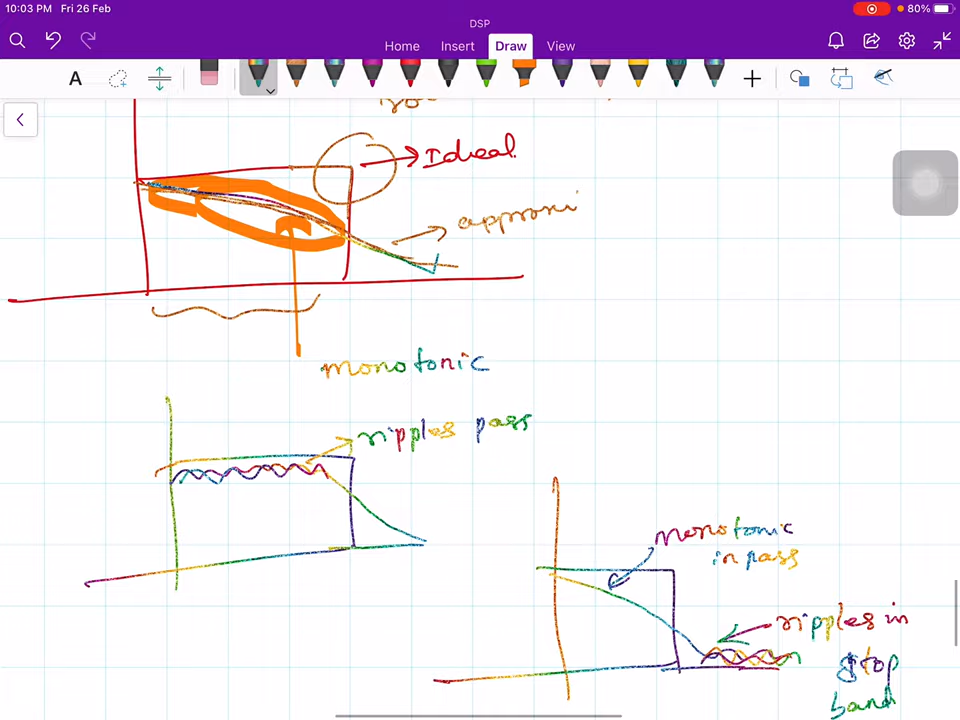 10:03 PM Fri 26 Feb
80%
DSP
Home Insert Draw View
A
Ideal
approxi
monotonic
ripples pass
monotonic
in pass
ripples in
stop
band